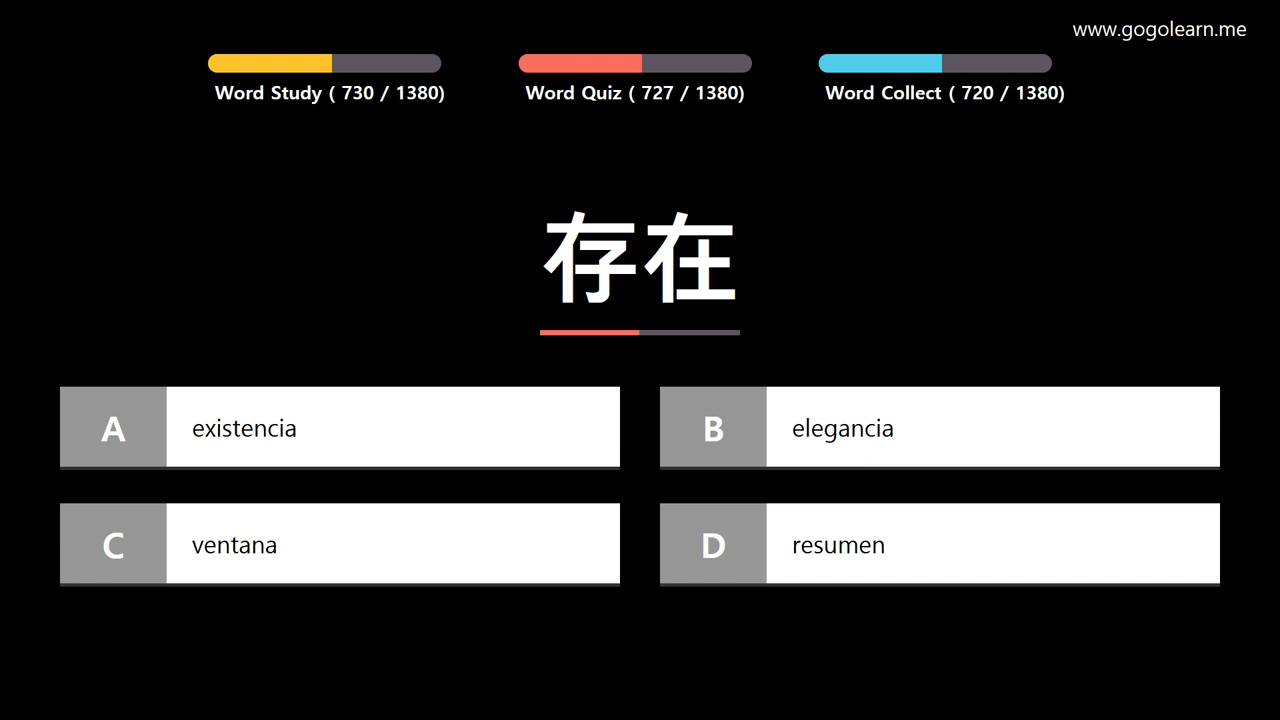 www.gogolearn.me
Word Study ( 730 / 1380)
Word Quiz ( 727 / 1380)
Word Collect ( 720 / 1380)
存在
A existencia
B elegancia
C ventana
D resumen